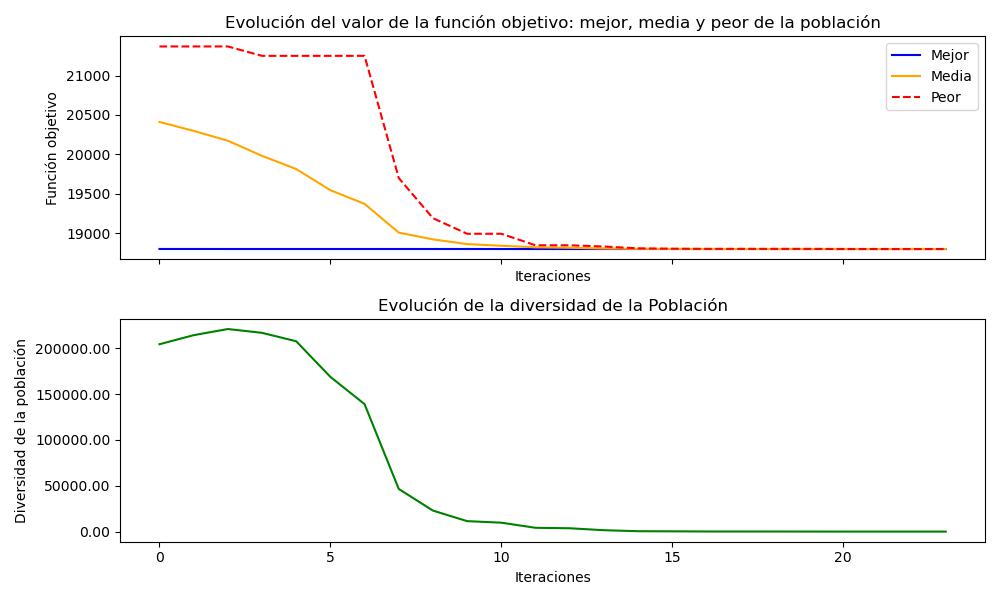 Evolución del valor de la función objetivo: mejor, media y peor de la población
Función objetivo
21000
20500
20000
19500
19000
Mejor
Media
Peor
Iteraciones
Evolución de la diversidad de la Población
Diversidad de la población
200000.00
150000.00
100000.00
50000.00
0.00
0
5
10
15
20
Iteraciones